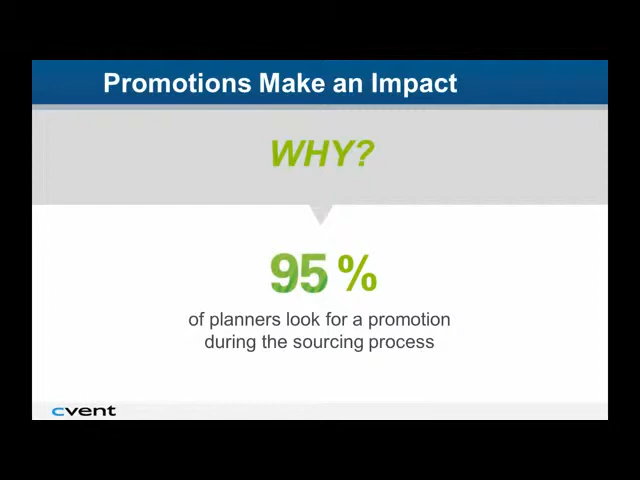 Promotions Make an Impact
WHY?
95 %
of planners look for a promotion
during the sourcing process
cvent